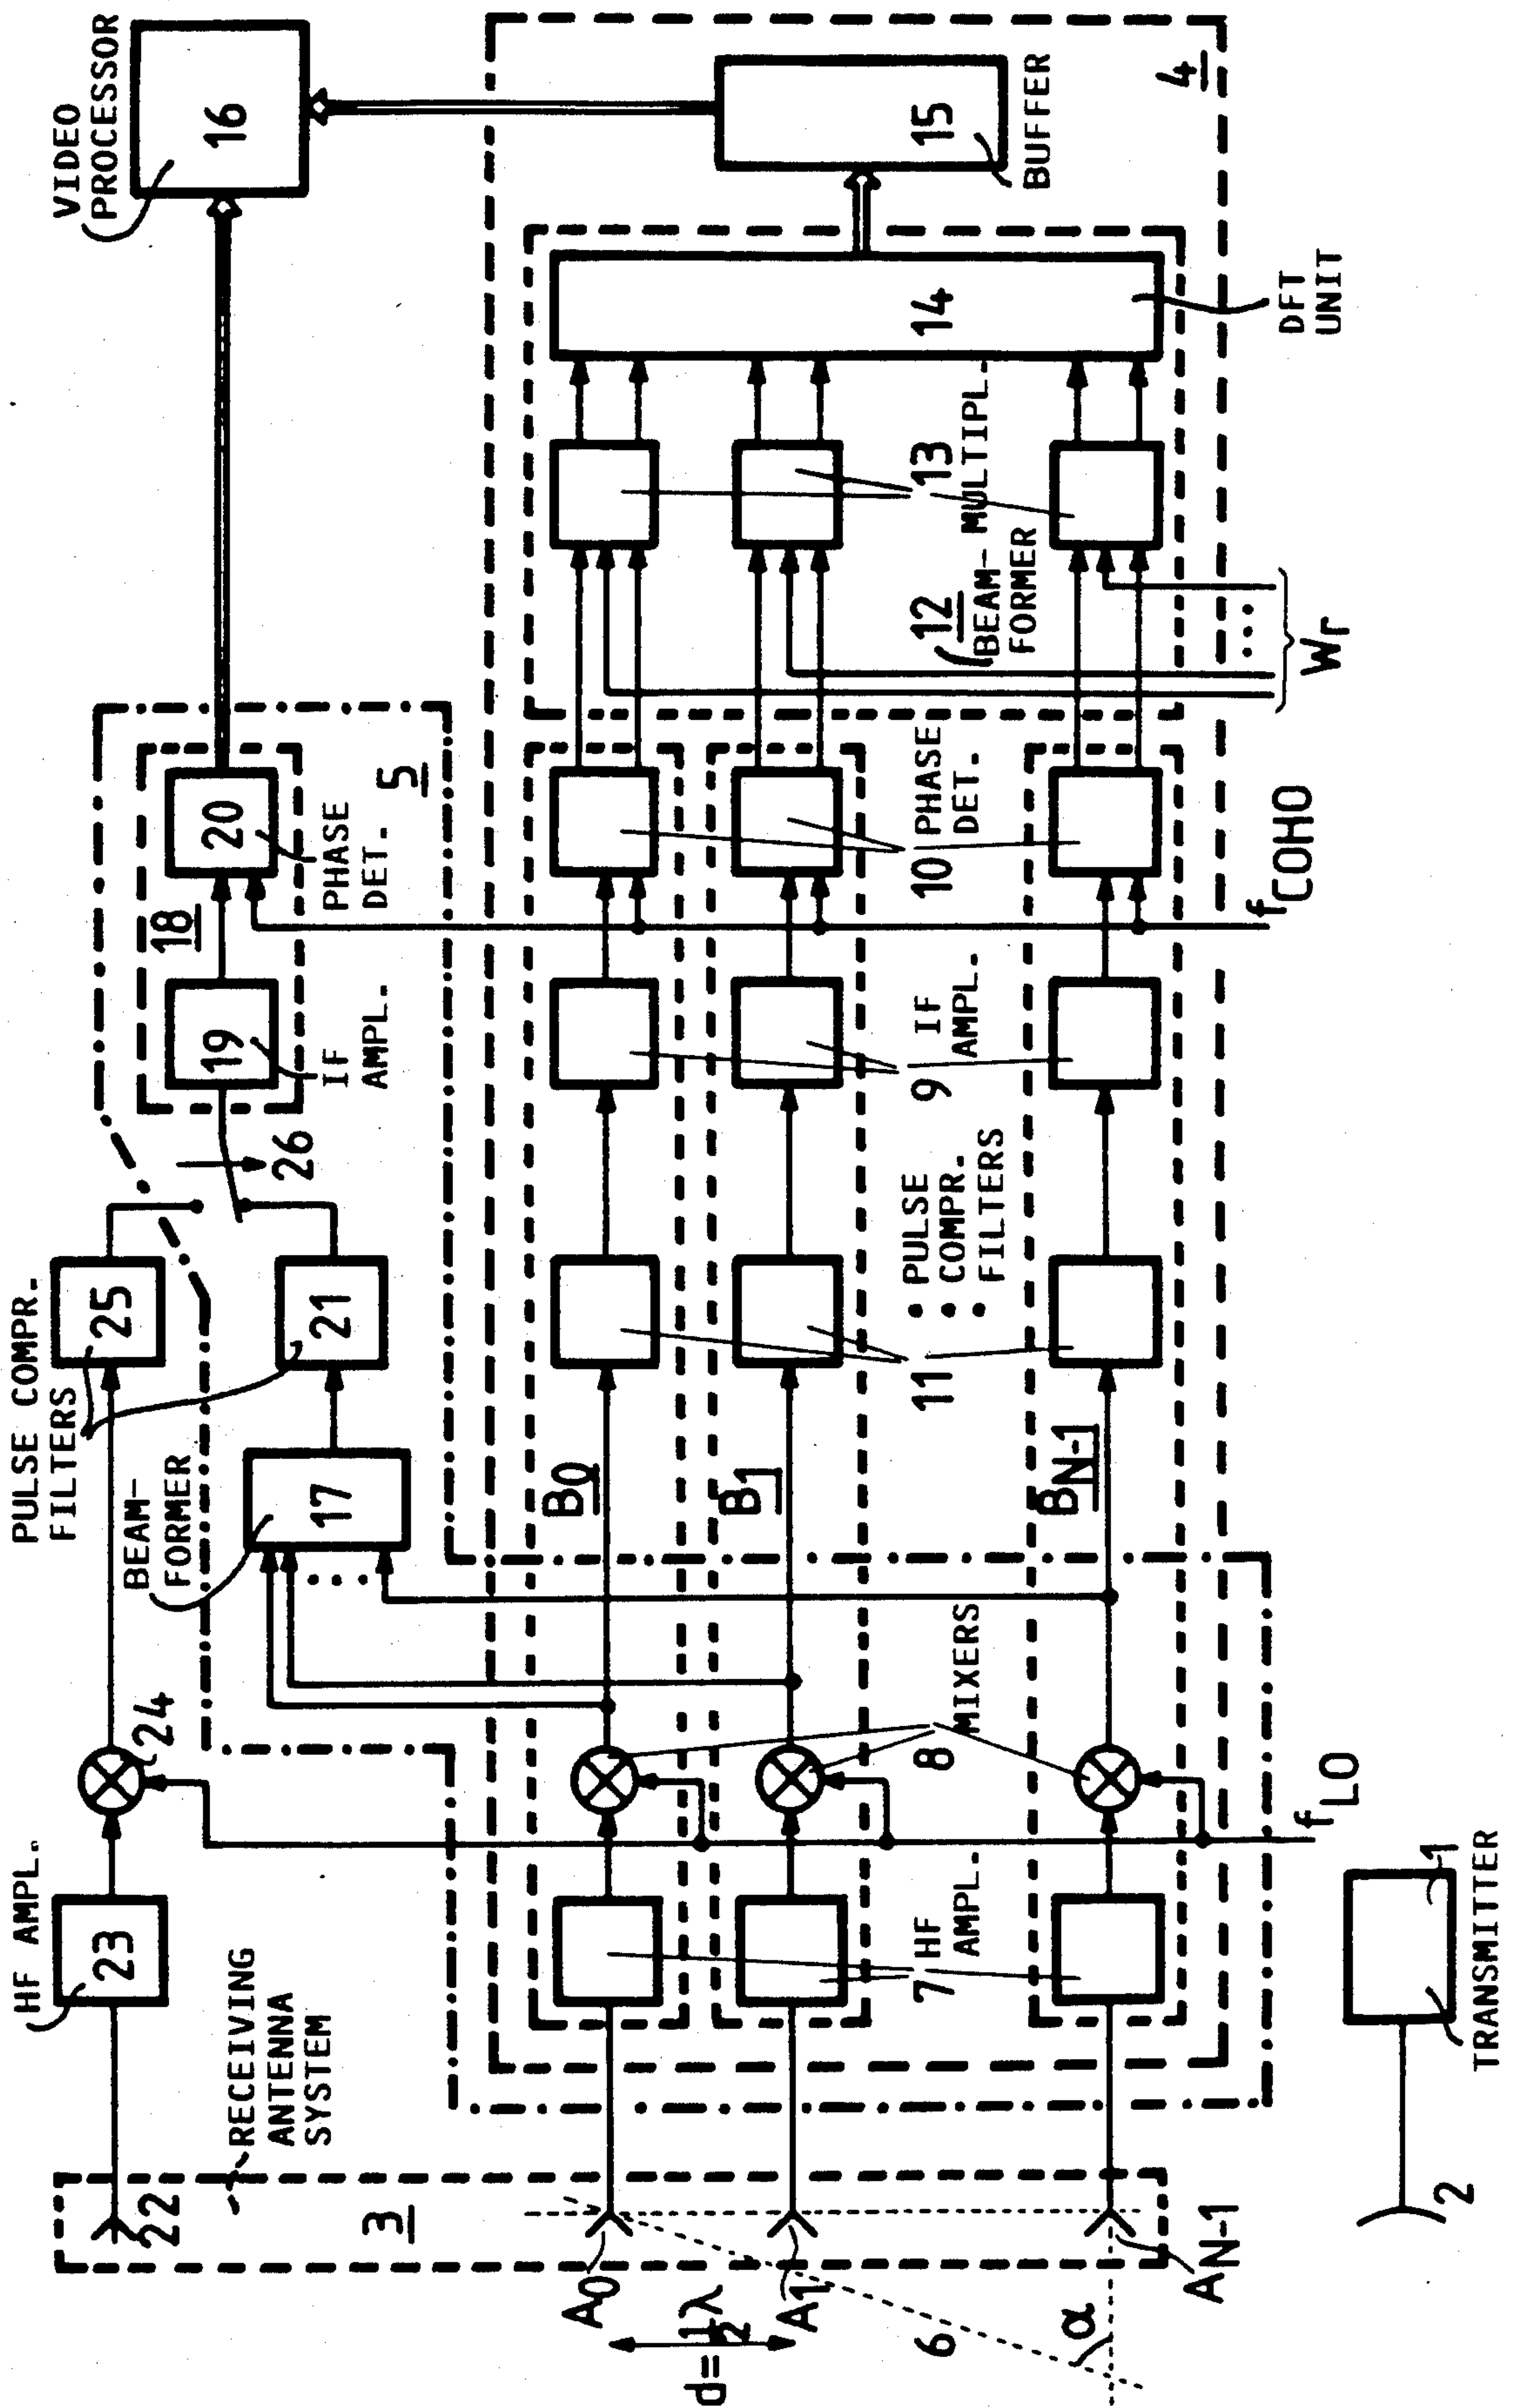 VIDEO
PROCESSOR
16
HF AMPL.
23
24
PULSE COMPR.
FILTERS
25
BEAM-
FORMER
17
21
26
18
19
IF
AMPL.
20
PHASE
DET.
5
RECEIVING
ANTENNA
SYSTEM
22
3
A0
d=½λ
A1
6
α
AN-1
B0
B1
BN-1
7 HF
AMPL.
8 MIXERS
11
PULSE
COMPR.
FILTERS
9 IF
AMPL.
10 PHASE
DET.
12
BEAM-
FORMER
13
MULTIPL.
14
DFT
UNIT
15
BUFFER
4
fLO
fCOHO
Wr
1
TRANSMITTER
2